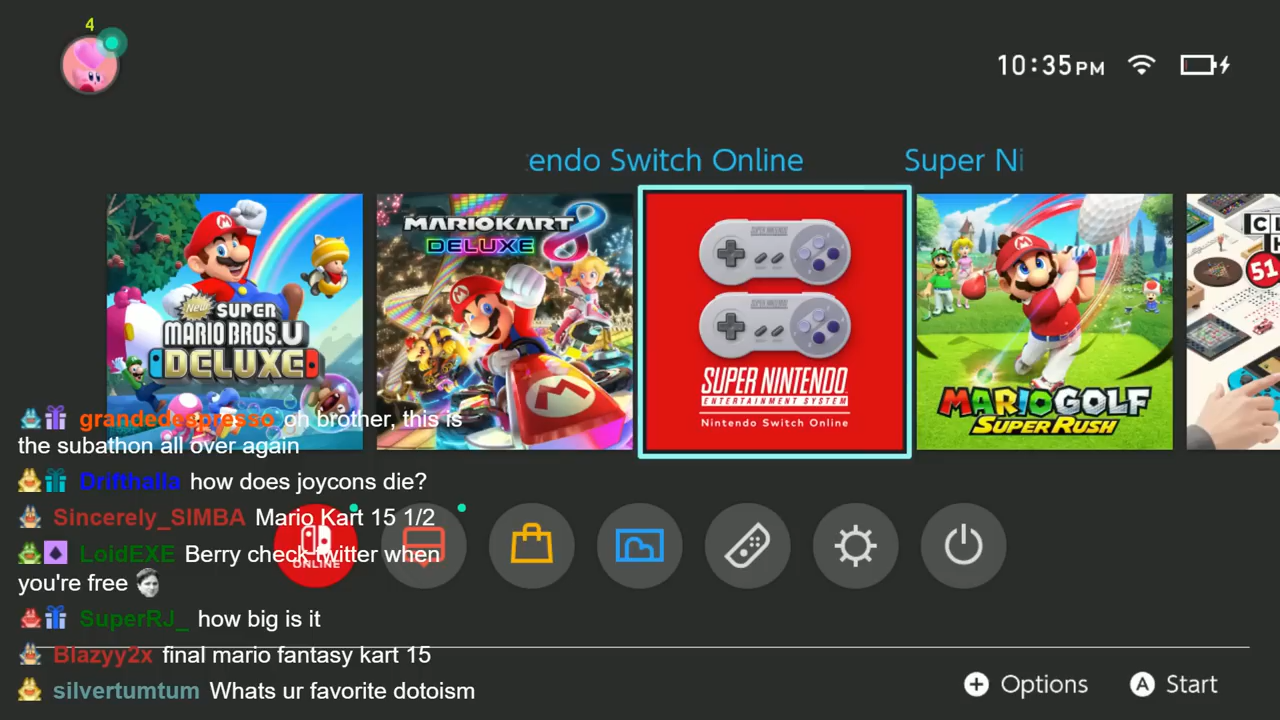 4
10:35PM
endo Switch Online Super Ni
New
SUPER
MARIO BROS.U
DELUXE
MARIOKART 8
DELUXE
SUPER NINTENDO
ENTERTAINMENT SYSTEM
Nintendo Switch Online
MARIO GOLF
SUPER RUSH
51
grandedespresso oh brother, this is
the subathon all over again
Drifthalla how does joycons die?
Sincerely_SIMBA Mario Kart 15 1/2
LoidEXE Berry check twitter when
you're free
ONLINE
SuperRJ_ how big is it
Blazyy2x final mario fantasy kart 15
silvertumtum Whats ur favorite dotoism
+ Options A Start